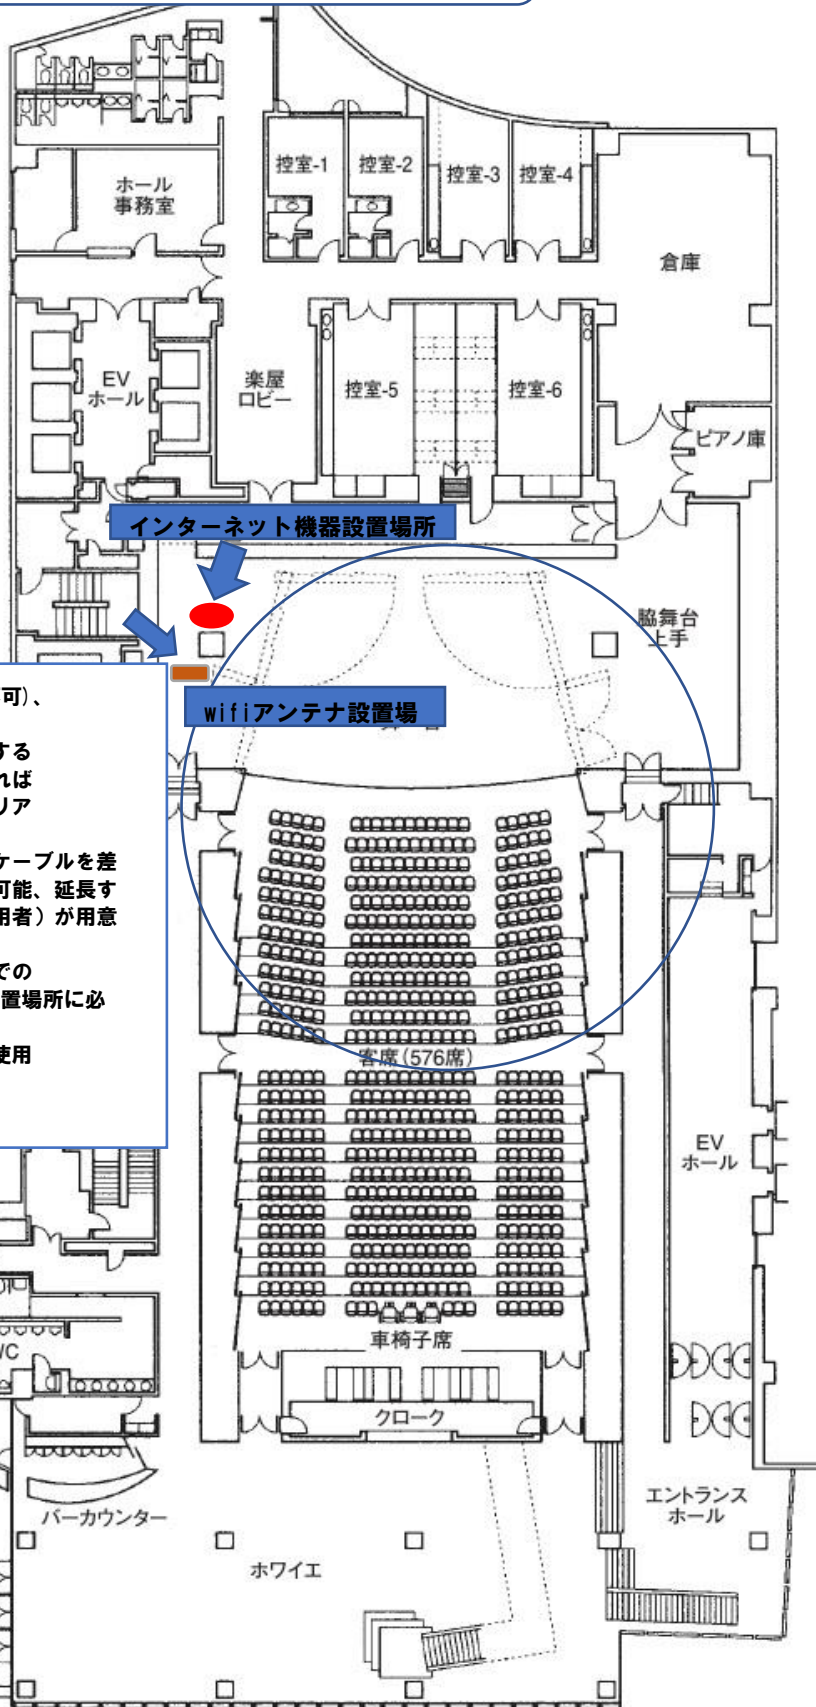 控室-1
控室-2
控室-3
控室-4
ホール
事務室
倉庫
EV
ホール
楽屋
ロビー
控室-5
控室-6
ピアノ庫
インターネット機器設置場所
脇舞台
上手
wifiアンテナ設置場
可）、
する
れば
リア
ケーブルを差
可能、延長す
用者）が用意
での
置場所に必
使用
客席（576席）
EV
ホール
車椅子席
クローク
バーカウンター
エントランス
ホール
ホワイエ